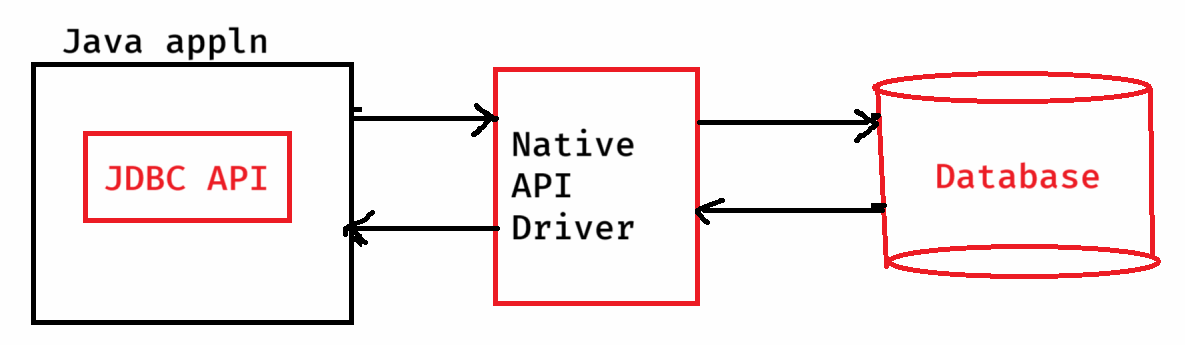 Java appln
JDBC API
Native
API
Driver
Database